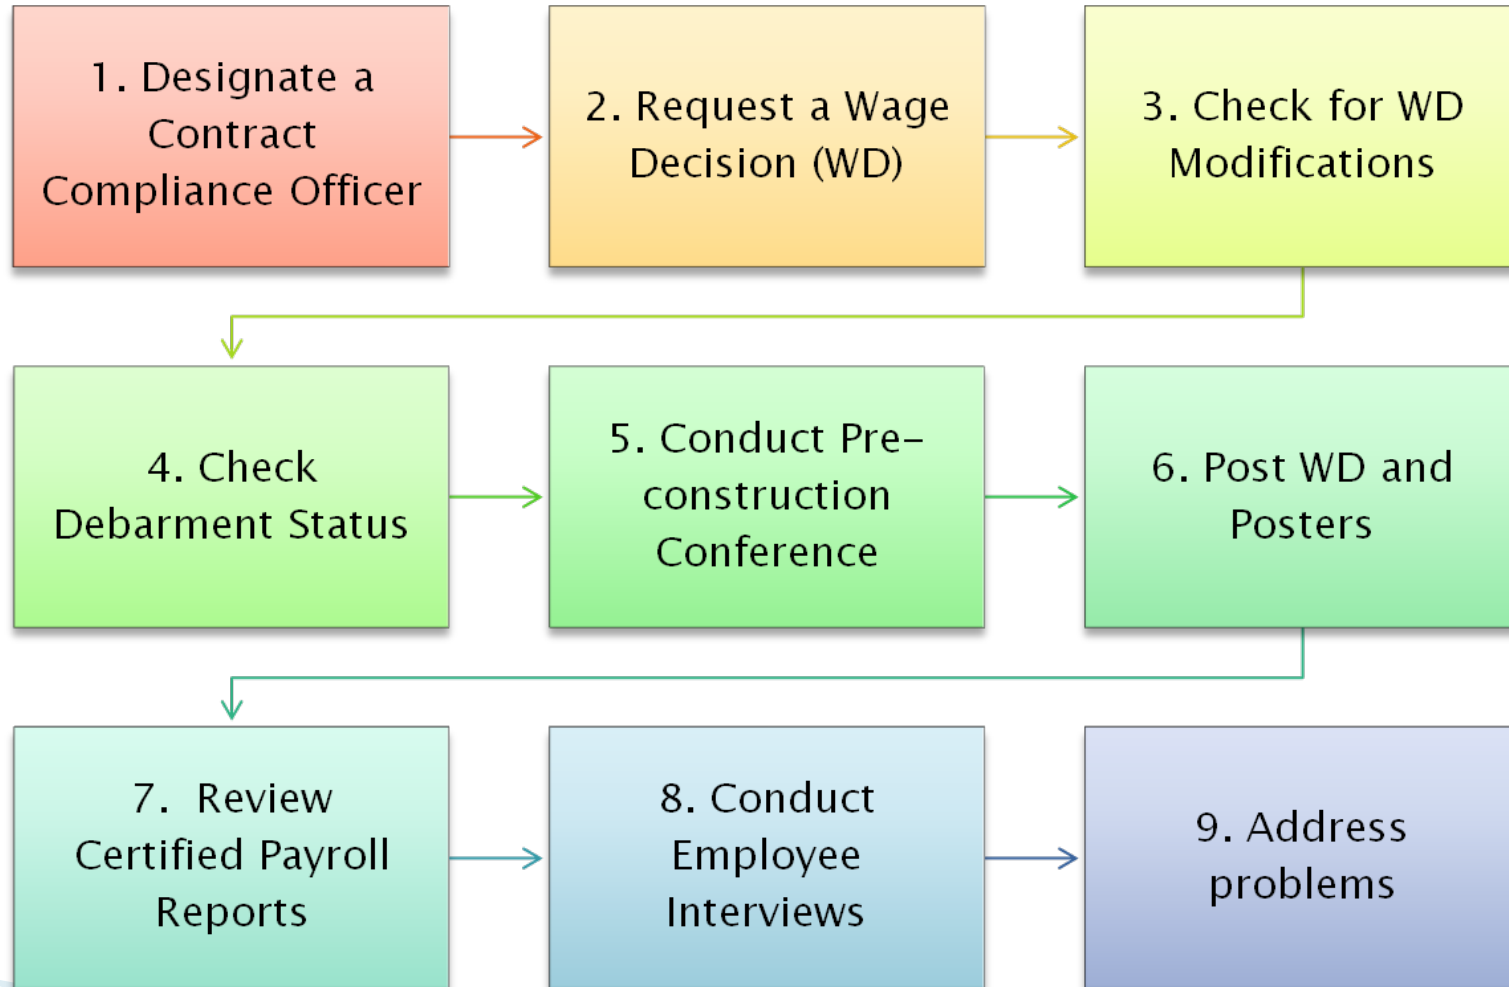 1. Designate a
Contract
Compliance Officer
2. Request a Wage
Decision (WD)
3. Check for WD
Modifications
4. Check
Debarment Status
5. Conduct Pre-
construction
Conference
6. Post WD and
Posters
7.  Review
Certified Payroll
Reports
8. Conduct
Employee
Interviews
9. Address
problems